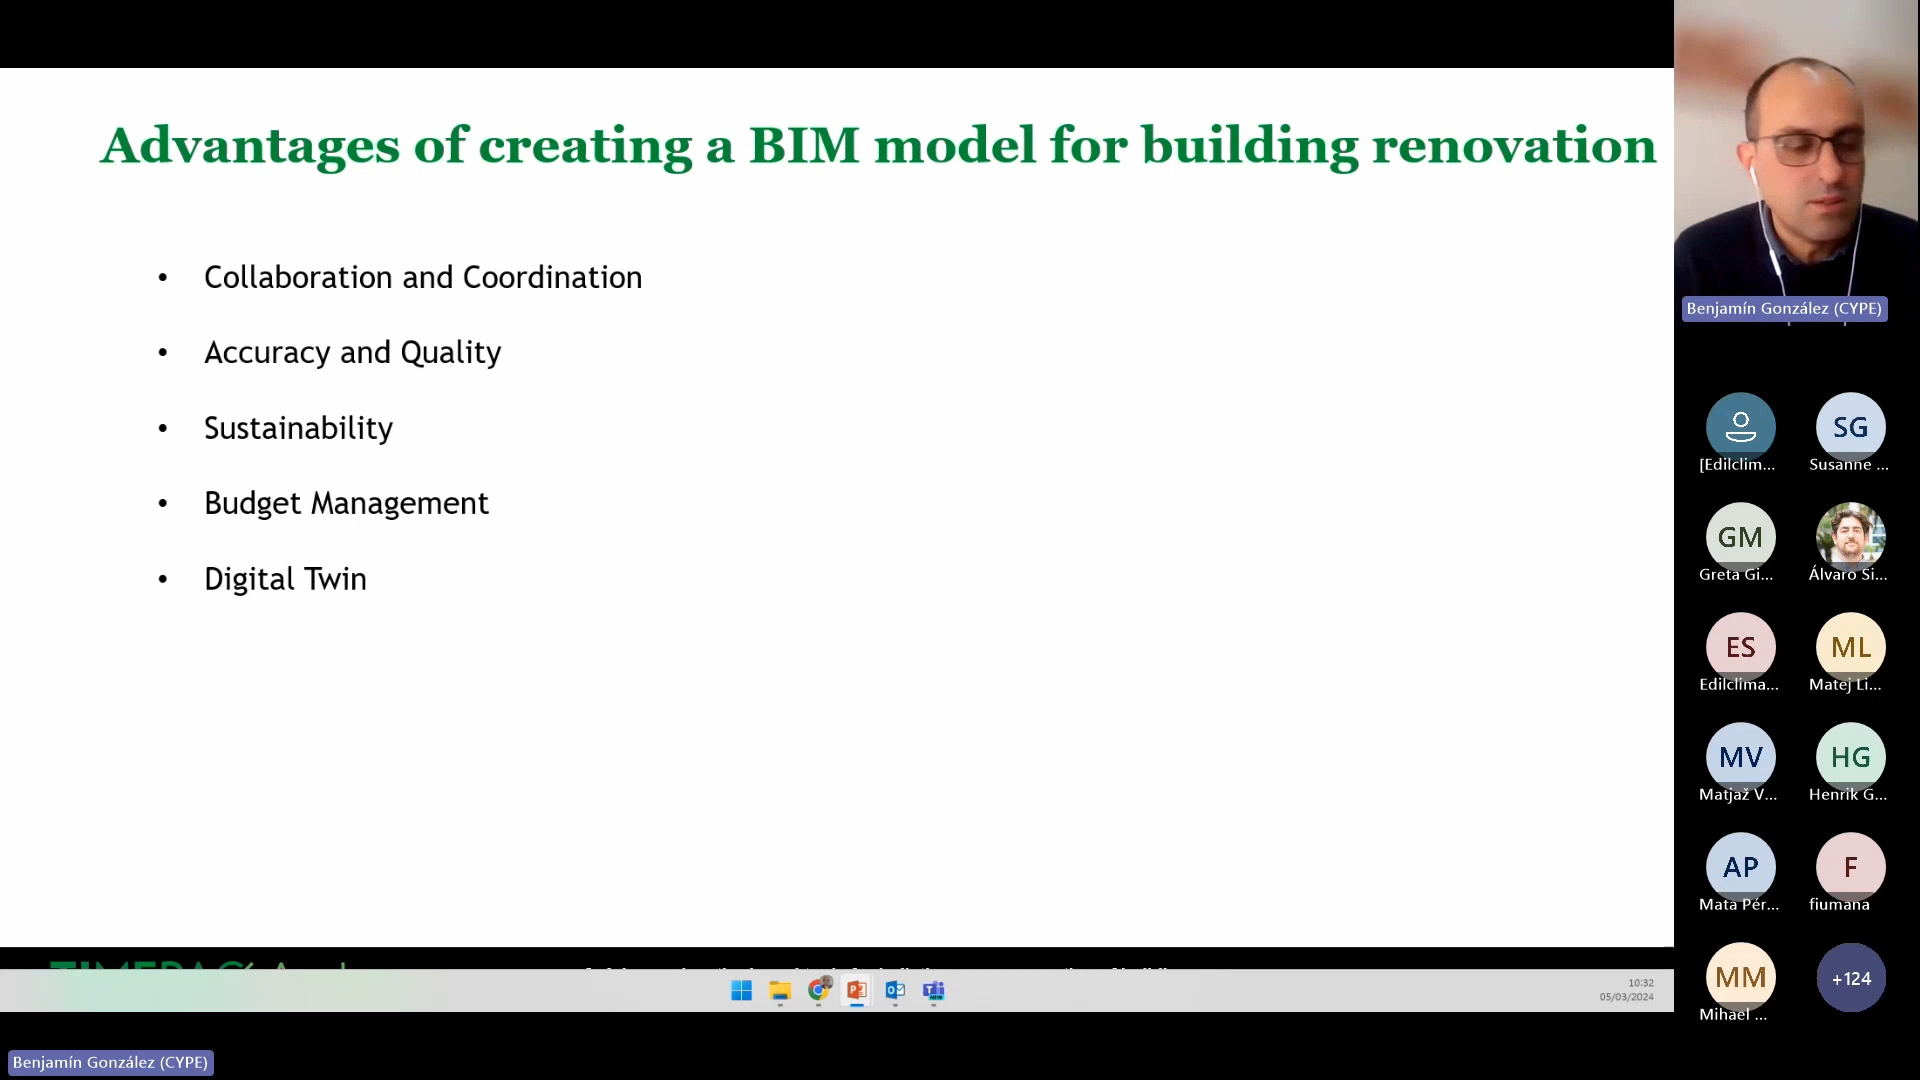 Advantages of creating a BIM model for building renovation
• Collaboration and Coordination
• Accuracy and Quality
• Sustainability
• Budget Management
• Digital Twin
10:32
05/03/2024
Benjamín González (CYPE)
Benjamín González (CYPE)
SG
[Edilclim...
Susanne ...
GM
Greta Gi...
Álvaro Si...
ES
ML
Edilclima...
Matej Li...
MV
HG
Matjaž V...
Henrik G...
AP
F
Mata Pér...
fiumana
MM
+124
Mihael ...